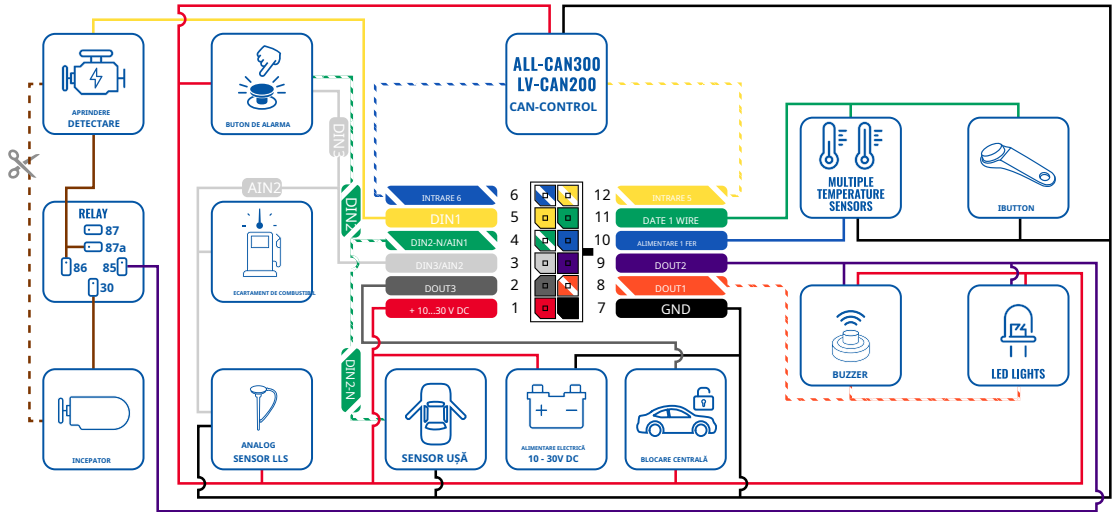 ALL-CAN300
LV-CAN200
CAN-CONTROL
APRINDERE
DETECTARE
BUTON DE ALARMA
DIN3
AIN2
DIN2
MULTIPLE
TEMPERATURE
SENSORS
IBUTTON
INTRARE 6
6
12
INTRARE 5
DIN1
5
11
DATE 1 WIRE
DIN2-N/AIN1
4
10
ALIMENTARE 1 FER
DIN3/AIN2
3
9
DOUT2
DOUT3
2
8
DOUT1
+ 10...30 V DC
1
7
GND
RELAY
87
87a
86
85
30
ECARTAMENT DE COMBUSTIBIL
DIN2-N
BUZZER
LED LIGHTS
INCEPATOR
ANALOG
SENSOR LLS
SENSOR UȘĂ
ALIMENTARE ELECTRICĂ
10 - 30V DC
BLOCARE CENTRALĂ